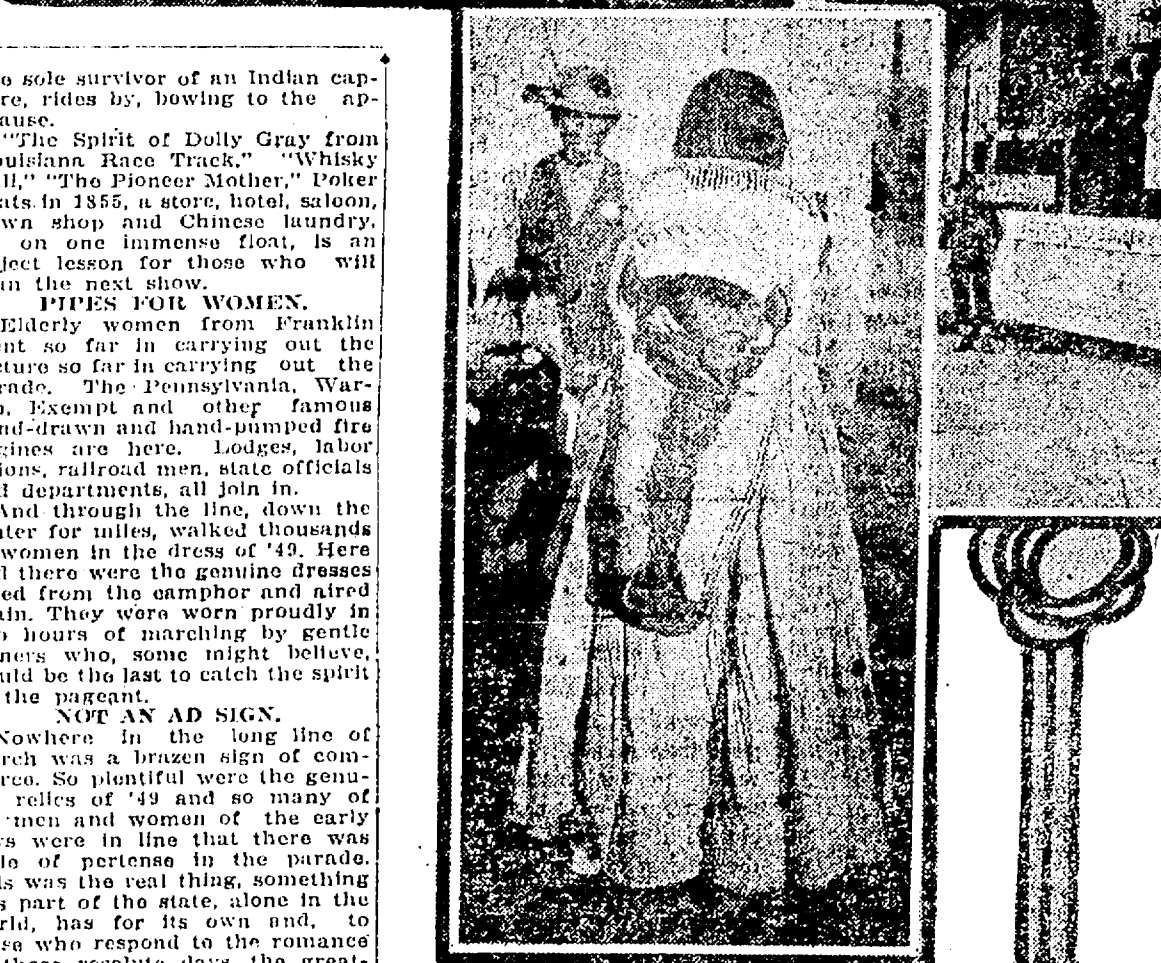 o sole survivor of an Indian cap-
re, rides by, bowing to the ap-
ause.
"The Spirit of Dolly Gray from
ouisiana Race Track." "Whisky
ll," "The Pioneer Mother," Poker
ats in 1855, a store, hotel, saloon,
wn shop and Chinese laundry,
on one immense float, is an
ject lesson for those who will
an the next show.
PIPES FOR WOMEN.
Elderly women from Franklin
ent so far in carrying out the
cture so far in carrying out the
rade. The Pennsylvania, War-
n, Exempt and other famous
nd-drawn and hand-pumped fire
gines are here. Lodges, labor
ions, railroad men, state officials
d departments, all join in.
And through the line, down the
nter for miles, walked thousands
women in the dress of '49. Here
d there were the genuine dresses
ed from the camphor and aired
ain. They were worn proudly in
o hours of marching by gentle
ners who, some might believe,
uld be the last to catch the spirit
the pageant.
NOT AN AD SIGN.
Nowhere in the long line of
rch was a brazen sign of com-
rce. So plentiful were the genu-
relics of '49 and so many of
men and women of the early
ys were in line that there was
le of pertense in the parade.
is was the real thing, something
s part of the state, alone in the
rld, has for its own and, to
se who respond to the romance
those resolute days, the great-